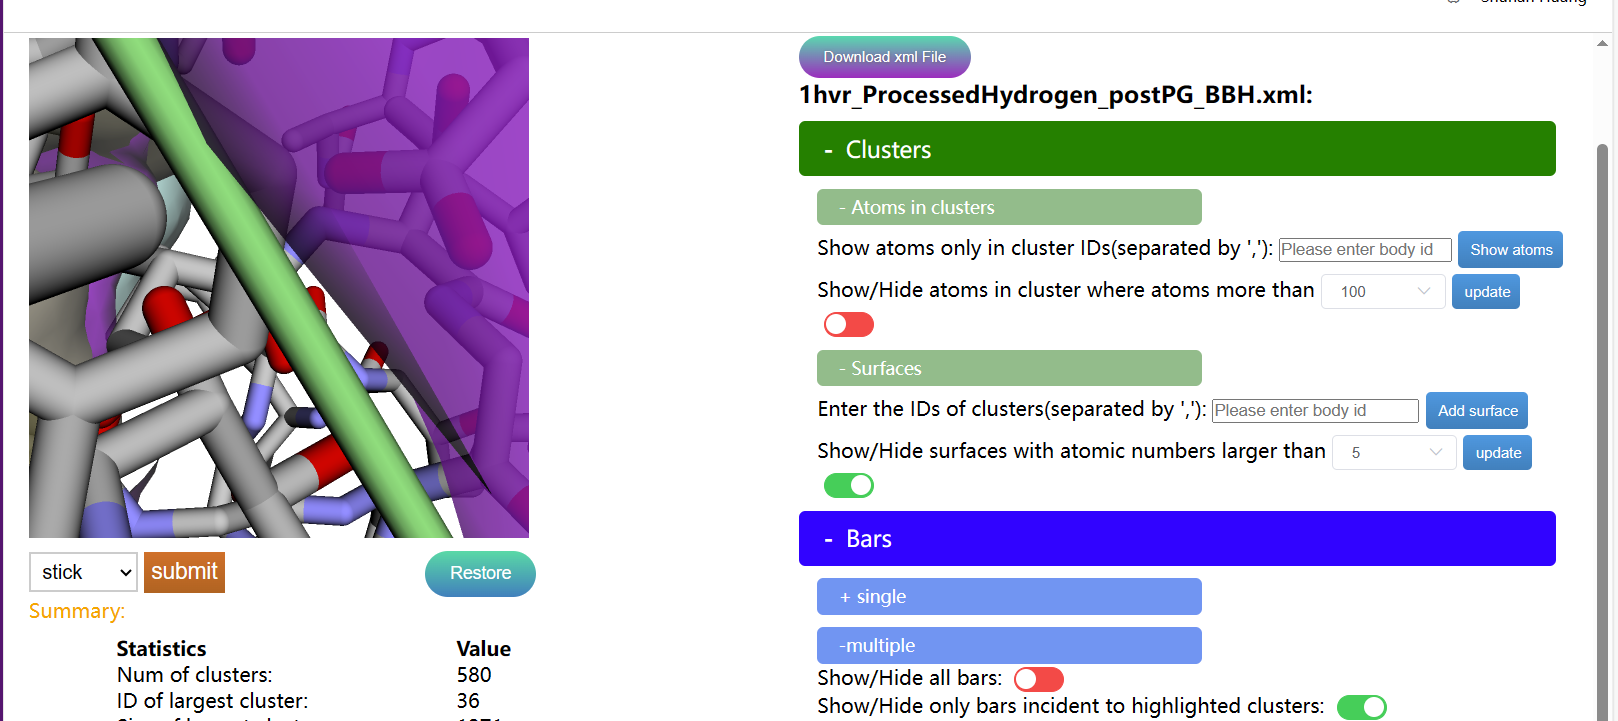 Download xml File
1hvr_ProcessedHydrogen_postPG_BBH.xml:
- Clusters
- Atoms in clusters
Show atoms only in cluster IDs(separated by ','): Please enter body id Show atoms
Show/Hide atoms in cluster where atoms more than 100 update
- Surfaces
Enter the IDs of clusters(separated by ','): Please enter body id Add surface
Show/Hide surfaces with atomic numbers larger than 5 update
- Bars
+ single
-multiple
Show/Hide all bars:
Show/Hide only bars incident to highlighted clusters:
stick submit Restore
Summary:
Statistics Value
Num of clusters: 580
ID of largest cluster: 36